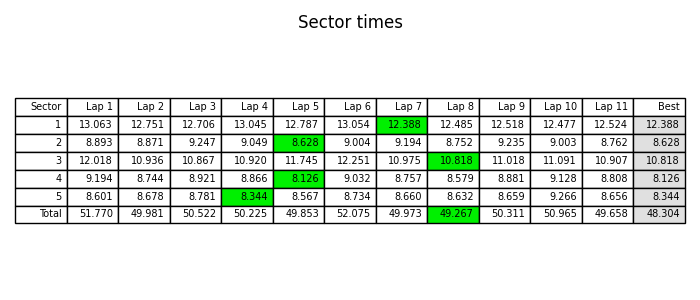 Sector times
Sector Lap 1 Lap 2 Lap 3 Lap 4 Lap 5 Lap 6 Lap 7 Lap 8 Lap 9 Lap 10 Lap 11 Best
1 13.063 12.751 12.706 13.045 12.787 13.054 12.388 12.485 12.518 12.477 12.524 12.388
2 8.893 8.871 9.247 9.049 8.628 9.004 9.194 8.752 9.235 9.003 8.762 8.628
3 12.018 10.936 10.867 10.920 11.745 12.251 10.975 10.818 11.018 11.091 10.907 10.818
4 9.194 8.744 8.921 8.866 8.126 9.032 8.757 8.579 8.881 9.128 8.808 8.126
5 8.601 8.678 8.781 8.344 8.567 8.734 8.660 8.632 8.659 9.266 8.656 8.344
Total 51.770 49.981 50.522 50.225 49.853 52.075 49.973 49.267 50.311 50.965 49.658 48.304